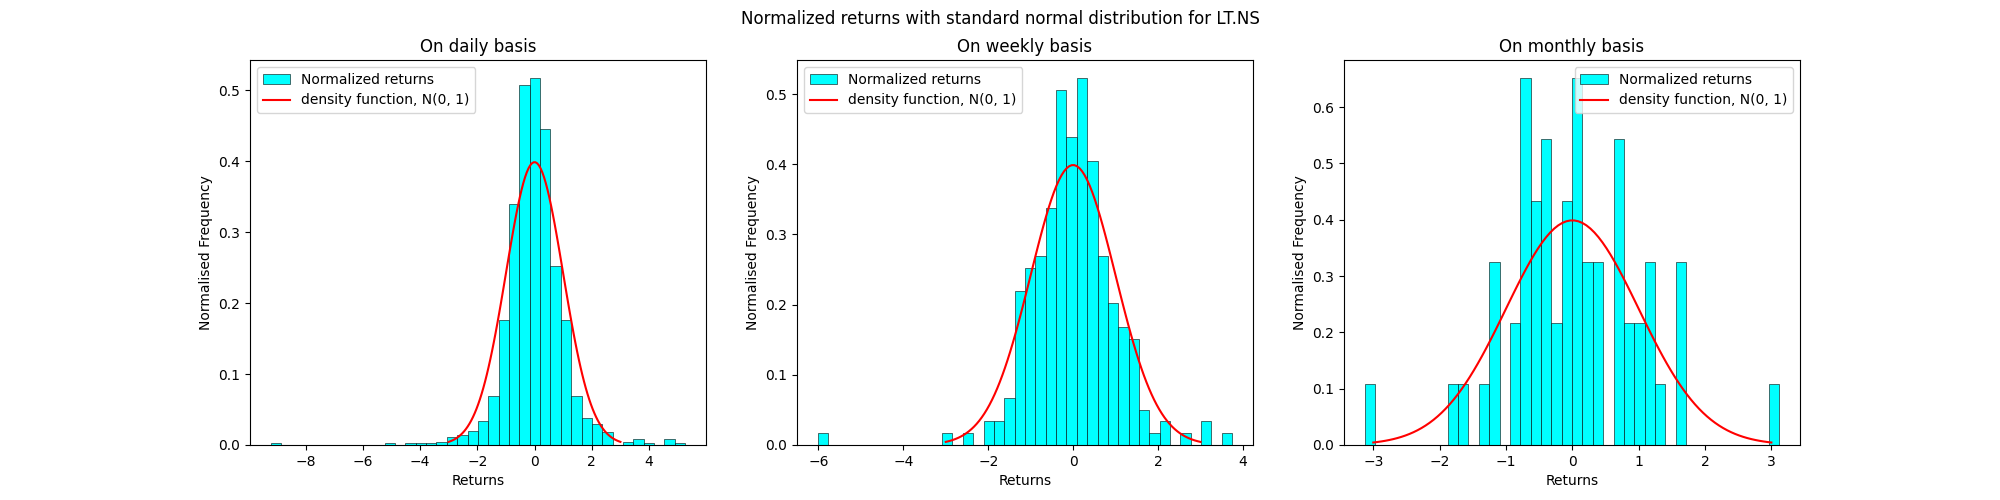 Normalized returns with standard normal distribution for LT.NS
On daily basis
Normalized returns
density function, N(0, 1)
Normalised Frequency
0.5
0.4
0.3
0.2
0.1
0.0
−8 −6 −4 −2 0 2 4
Returns
On weekly basis
Normalized returns
density function, N(0, 1)
Normalised Frequency
0.5
0.4
0.3
0.2
0.1
0.0
−6 −4 −2 0 2 4
Returns
On monthly basis
Normalized returns
density function, N(0, 1)
Normalised Frequency
0.6
0.5
0.4
0.3
0.2
0.1
0.0
−3 −2 −1 0 1 2 3
Returns